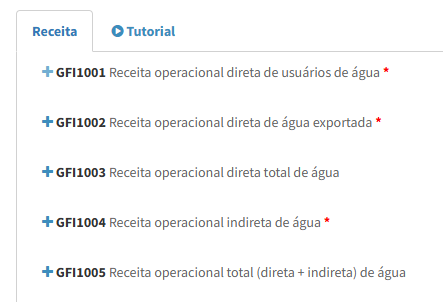 Receita
Tutorial
GFI1001 Receita operacional direta de usuários de água *
GFI1002 Receita operacional direta de água exportada *
GFI1003 Receita operacional direta total de água
GFI1004 Receita operacional indireta de água *
GFI1005 Receita operacional total (direta + indireta) de água